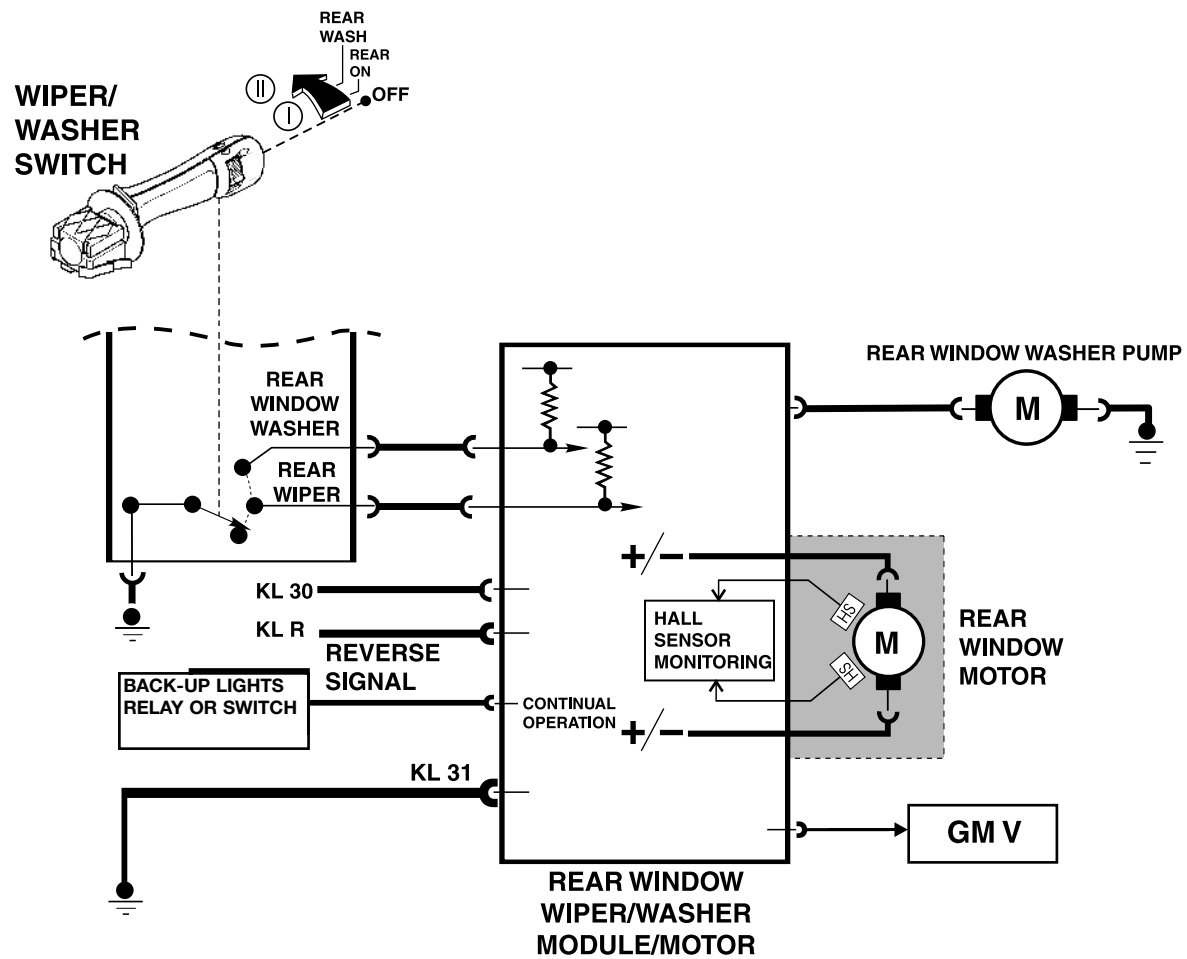 REAR
WASH
REAR
ON
OFF
II
I
WIPER/
WASHER
SWITCH
REAR
WINDOW
WASHER
REAR
WIPER
REAR WINDOW WASHER PUMP
M
KL 30
KL R
REVERSE
SIGNAL
BACK-UP LIGHTS
RELAY OR SWITCH
CONTINUAL
OPERATION
KL 31
+/−
HALL
SENSOR
MONITORING
HS
HS
M
+/−
REAR
WINDOW
MOTOR
GM V
REAR WINDOW
WIPER/WASHER
MODULE/MOTOR